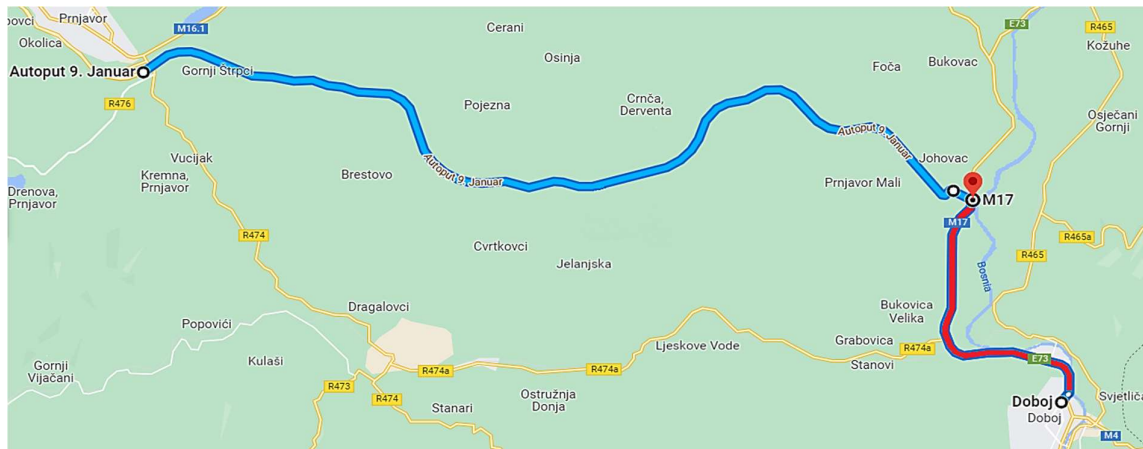 povci
Prnjavor
Okolica
M16.1
Cerani
E73
R465
Kožuhe
Autoput 9. Januar
Gornji Štrpci
Osinja
Foča
Bukovac
R476
Pojezna
Crnča,
Derventa
Osječani
Gornji
Vucijak
Autoput 9. Januar
Johovac
Kremna,
Prnjavor
Brestovo
Autoput 9. Januar
Prnjavor Mali
Drenova,
Prnjavor
M17
M17
R474
Cvrtkovci
R465a
R465
Jelanjska
Bosnia
Dragalovci
Bukovica
Velika
Popovići
Ljeskove Vode
Grabovica
R474a
Gornji
Vijačani
Kulaši
R474a
R474a
Stanovi
E73
R473
R474
Ostružnja
Donja
Stanari
Svjetlič
Doboj
Doboj
M4